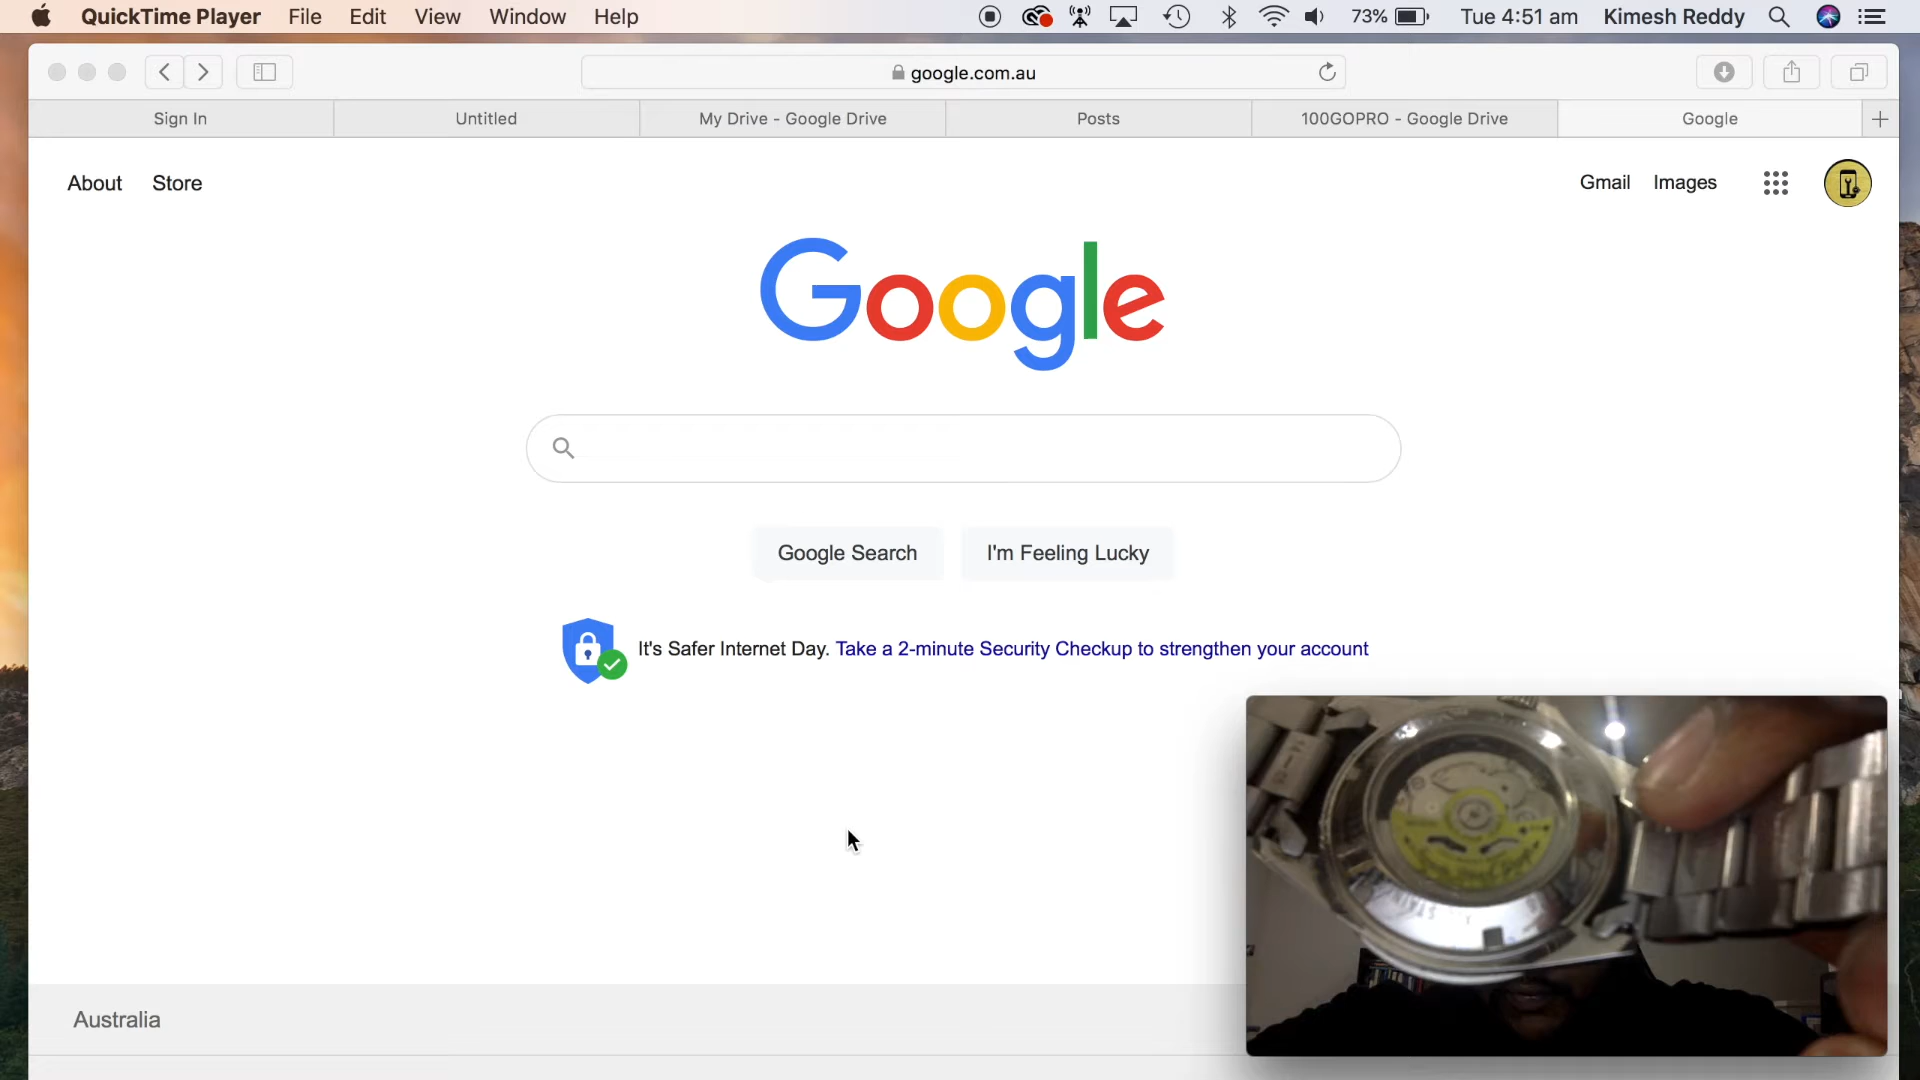 QuickTime Player File Edit View Window Help 73% Tue 4:51 am Kimesh Reddy
google.com.au
Sign In Untitled My Drive - Google Drive Posts 100GOPRO - Google Drive Google
About Store Gmail Images
Google
Google Search I'm Feeling Lucky
It's Safer Internet Day. Take a 2-minute Security Checkup to strengthen your account
Australia